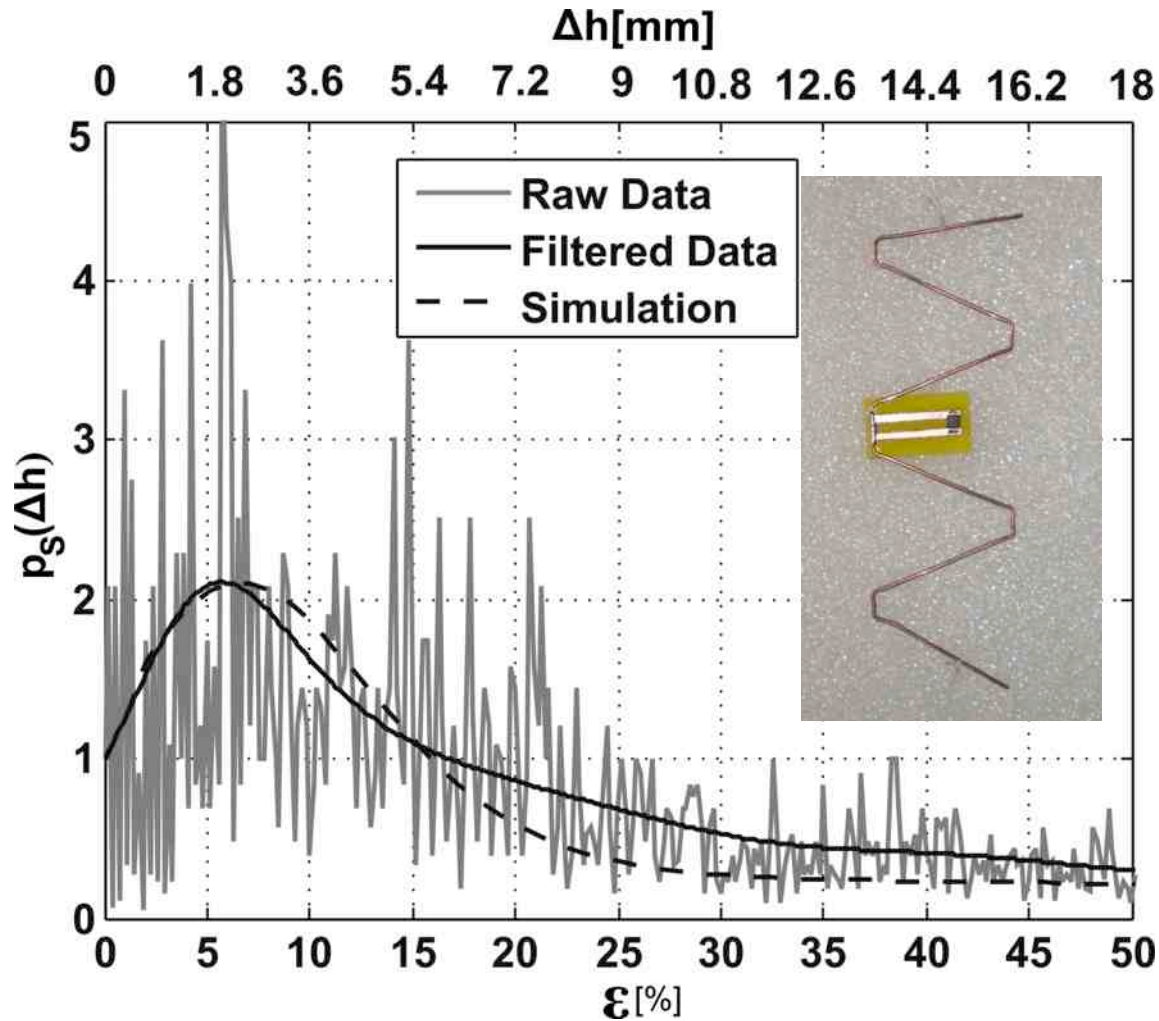 Δh[mm]
0 1.8 3.6 5.4 7.2 9 10.8 12.6 14.4 16.2 18
5
4
3
2
1
0
p_S(Δh)
Raw Data
Filtered Data
Simulation
0 5 10 15 20 25 30 35 40 45 50
ε[%]